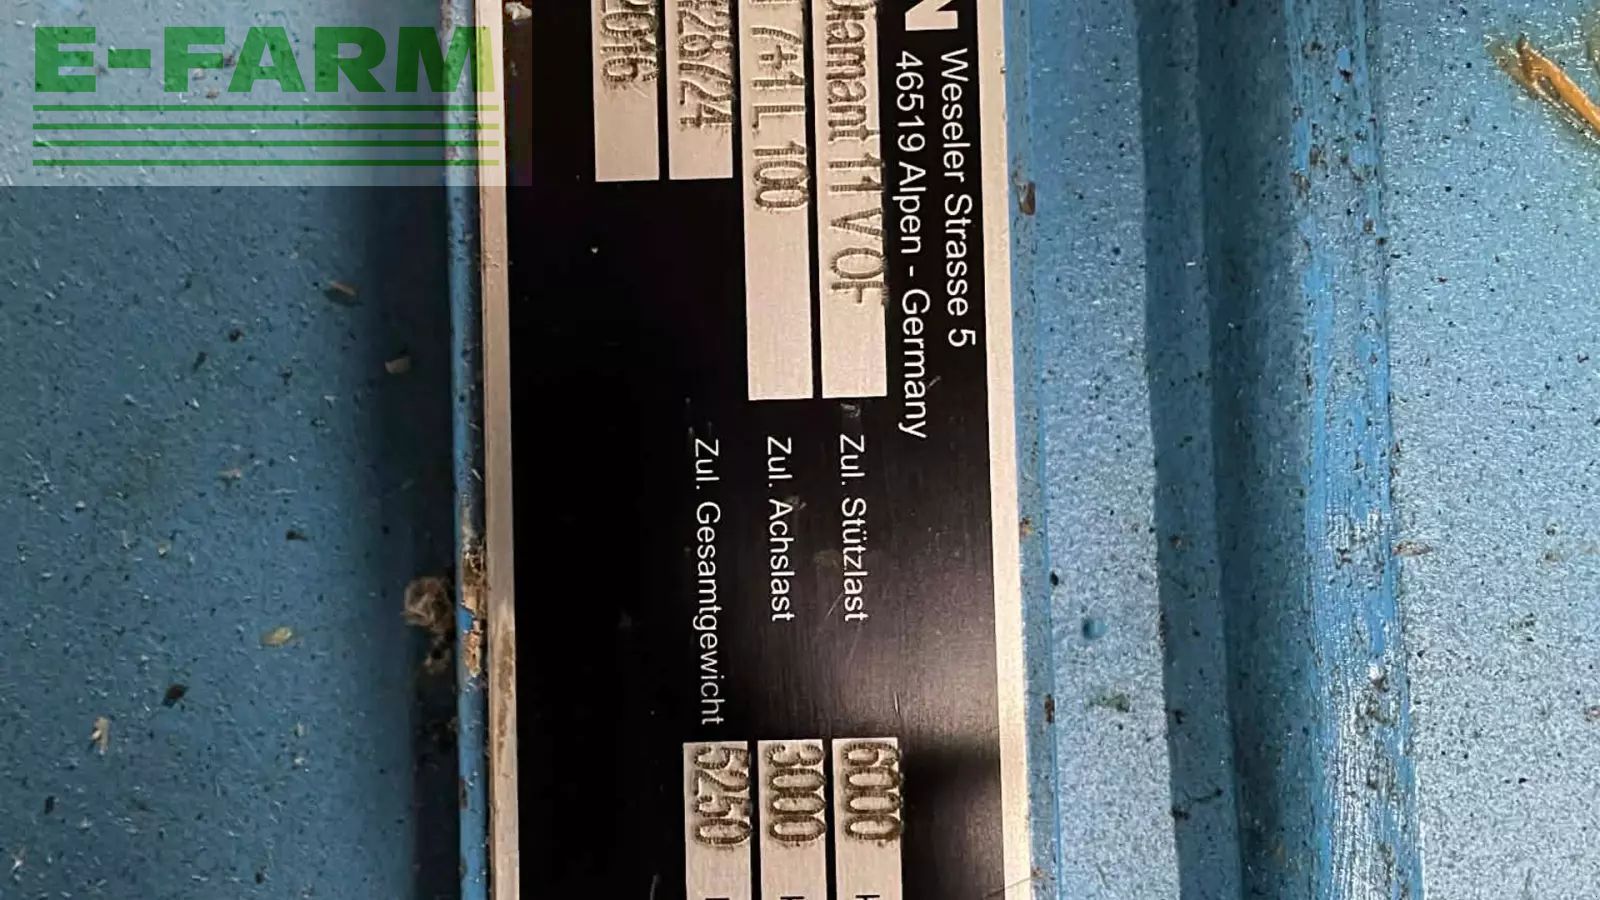 E-FARM
N
Weseler Strasse 5
46519 Alpen - Germany
Diamant 11 V OF
Zul. Stützlast
6000
7+1 L 100
Zul. Achslast
3000
428724
Zul. Gesamtgewicht
5250
2016